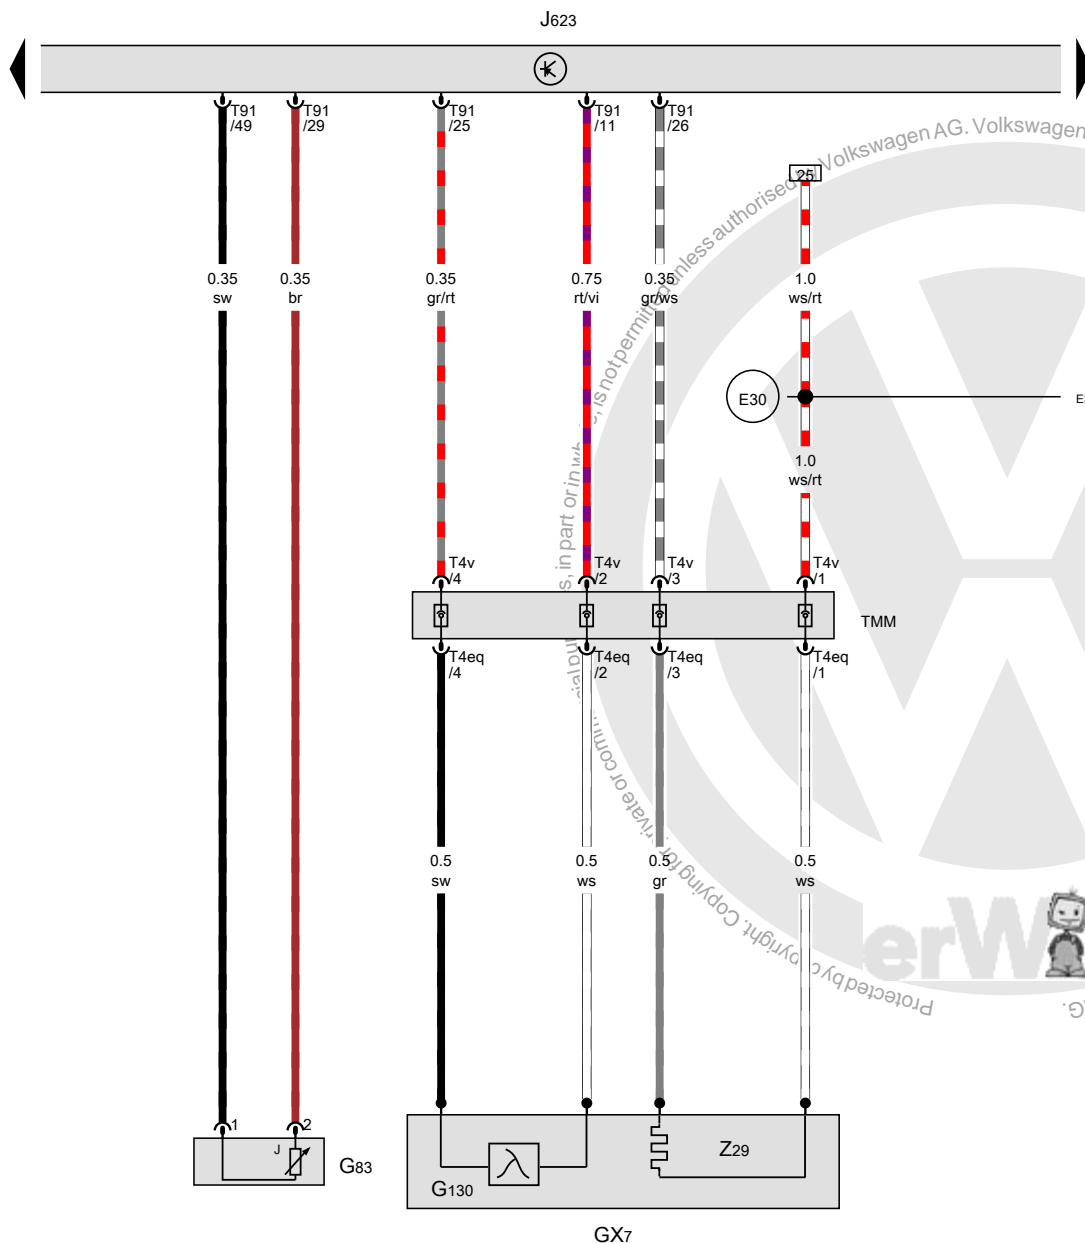 J623
T91
/49
T91
/29
T91
/25
T91
/11
T91
/26
25
0.35
sw
0.35
br
0.35
gr/rt
0.75
rt/vi
0.35
gr/ws
1.0
ws/rt
E30
1.0
ws/rt
T4v
/4
T4v
/2
T4v
/3
T4v
/1
TMM
T4eq
/4
T4eq
/2
T4eq
/3
T4eq
/1
0.5
sw
0.5
ws
0.5
gr
0.5
ws
1
2
J
G83
G130
Z29
GX7
Protected by copyright. Copying for private or commercial purposes, in part or in whole, is not permitted unless authorised by Volkswagen AG. Volkswagen
AG.
erW